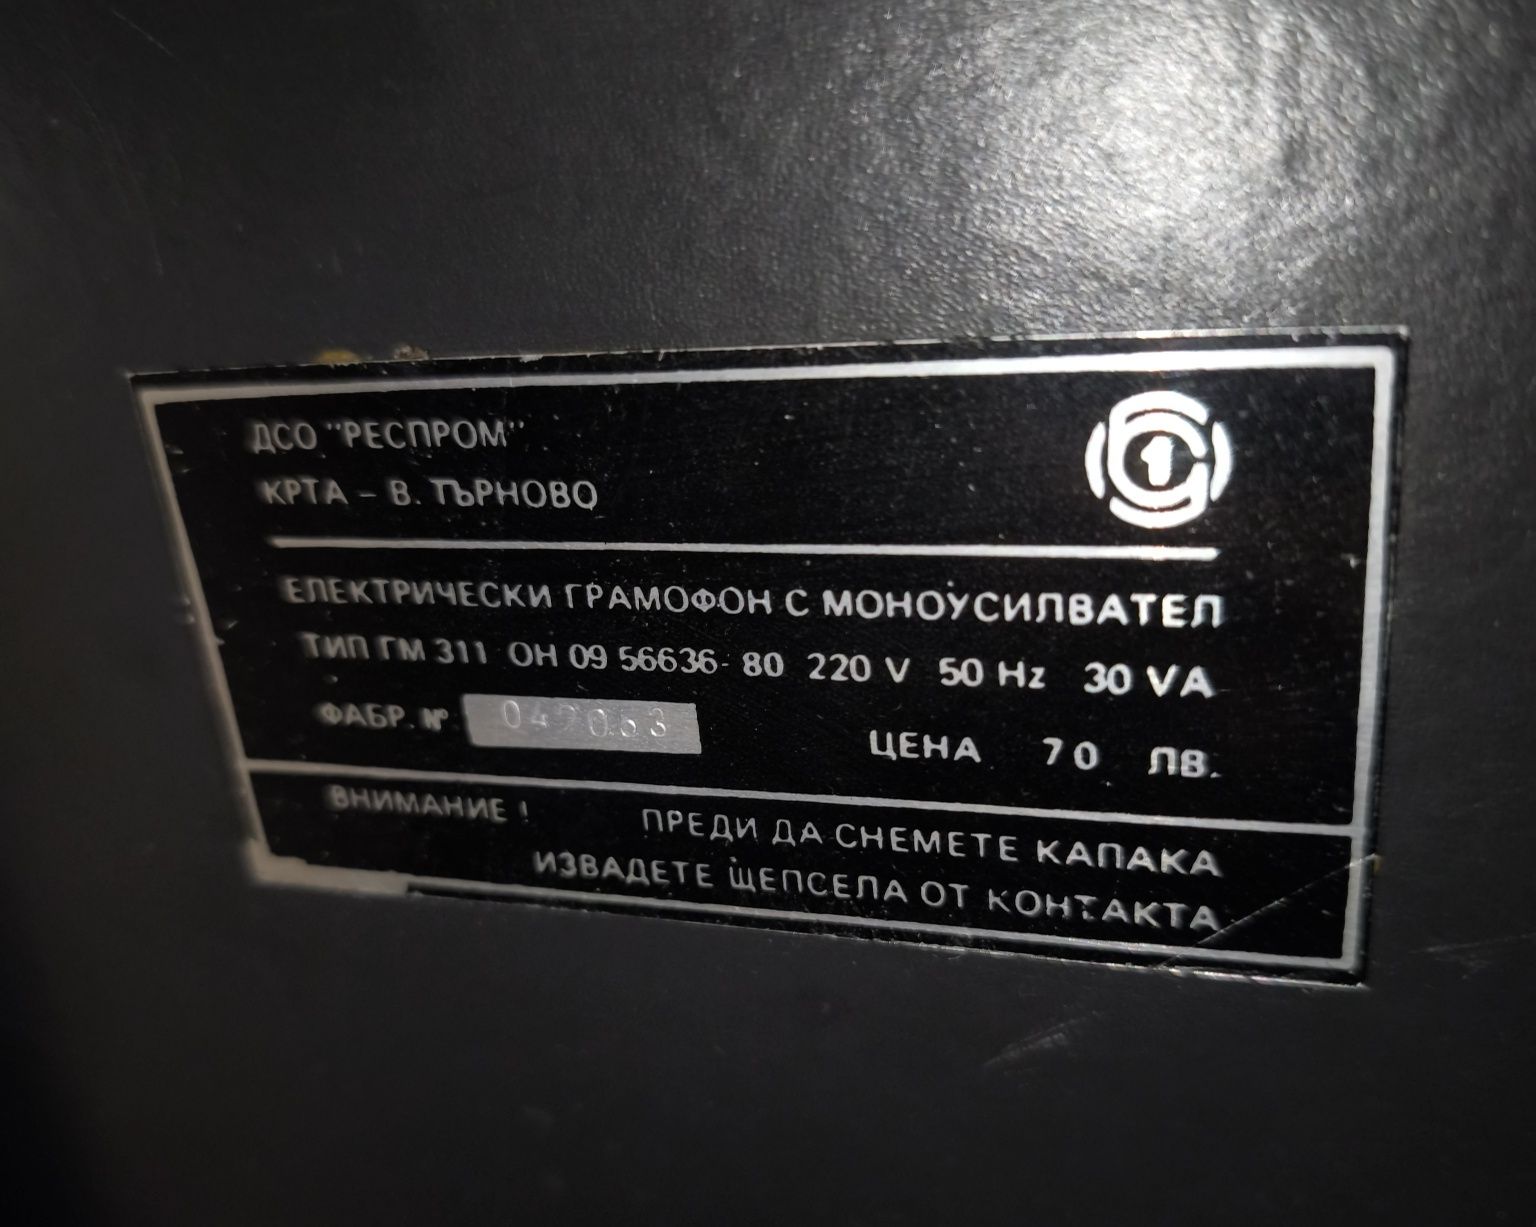 ДСО "РЕСПРОМ"
КРТА - В. ТЪРНОВО
1
ЕЛЕКТРИЧЕСКИ ГРАМОФОН С МОНОУСИЛВАТЕЛ
ТИП ГМ 311 ОН 09 56636-80 220 V 50 Hz 30 VA
ФАБР. №
ЦЕНА 70 ЛВ.
ВНИМАНИЕ! ПРЕДИ ДА СНЕМЕТЕ КАПАКА
ИЗВАДЕТЕ ЩЕПСЕЛА ОТ КОНТАКТА